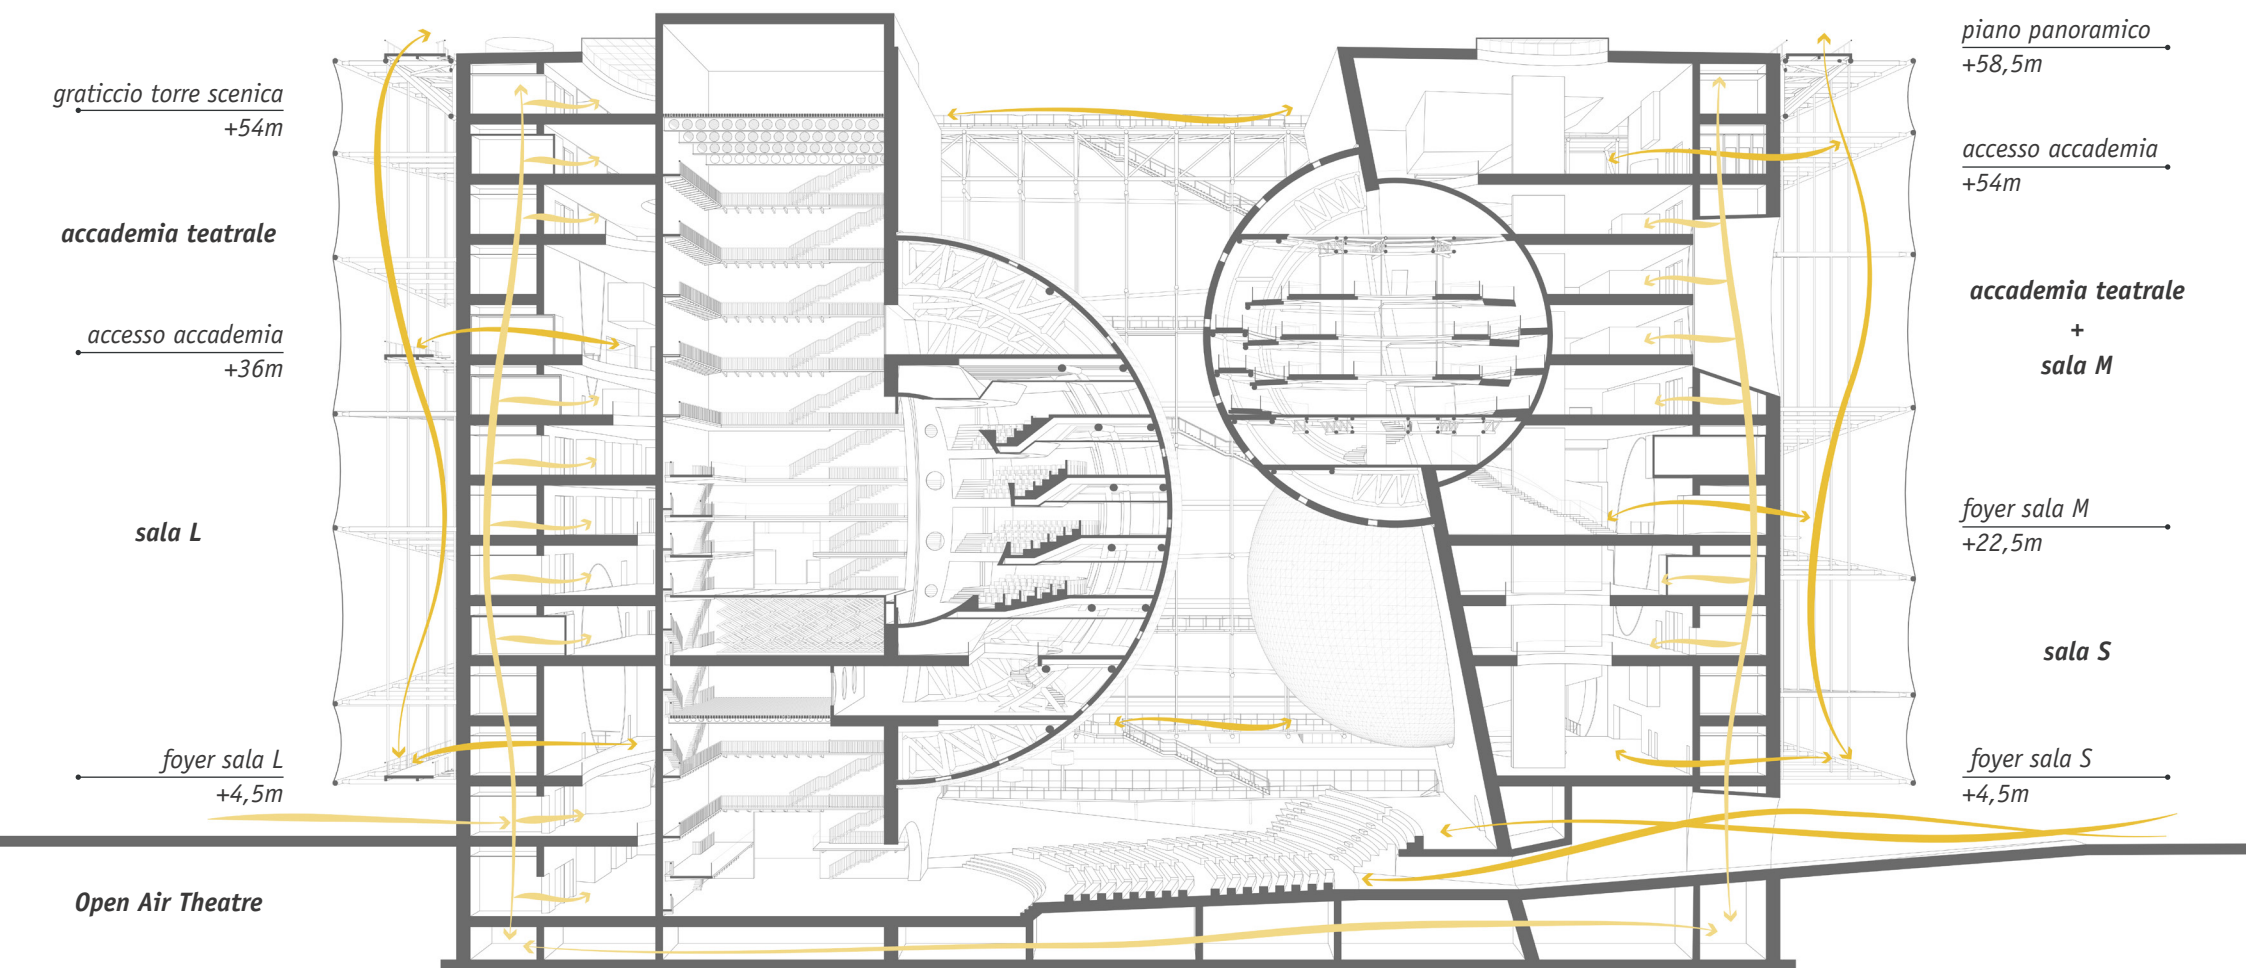 graticcio torre scenica
+54m
accademia teatrale
accesso accademia
+36m
sala L
foyer sala L
+4,5m
Open Air Theatre
piano panoramico
+58,5m
accesso accademia
+54m
accademia teatrale
+
sala M
foyer sala M
+22,5m
sala S
foyer sala S
+4,5m